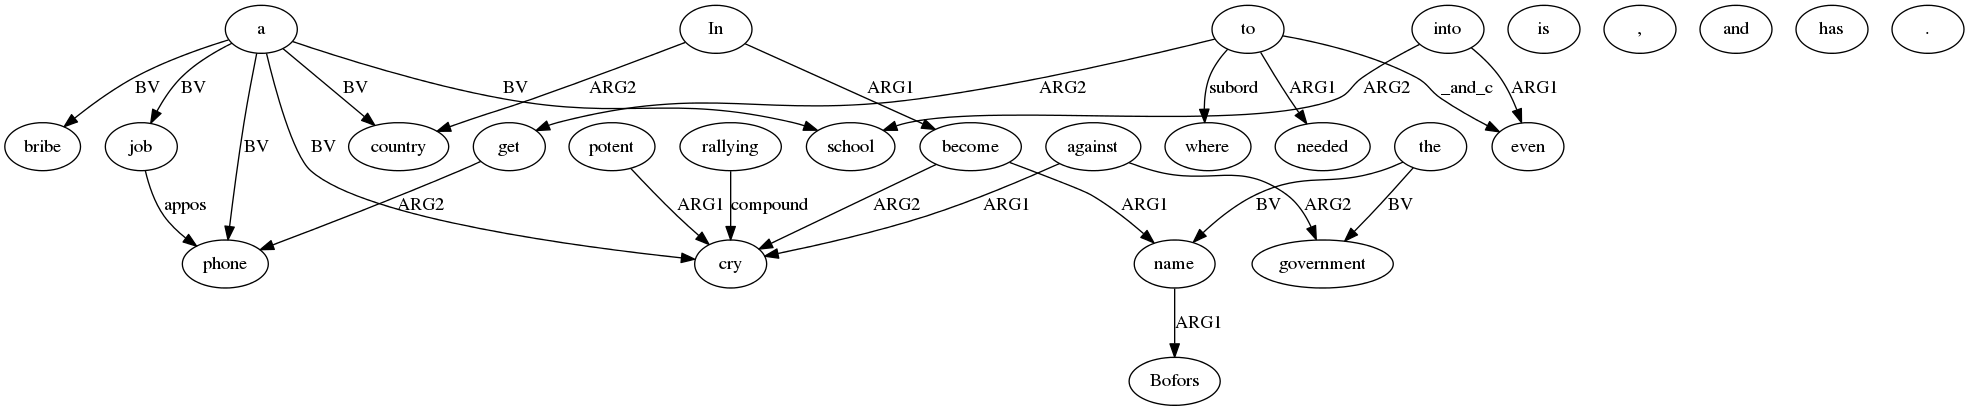 a In to into is , and has .
BV BV BV ARG2 ARG1 BV ARG2 subord ARG1 _and_c ARG2 ARG1
bribe job country get potent rallying school become against where needed the even
BV BV
appos ARG2 ARG1 compound ARG2 ARG1 ARG1 BV ARG2 BV
phone cry name government
ARG1
Bofors